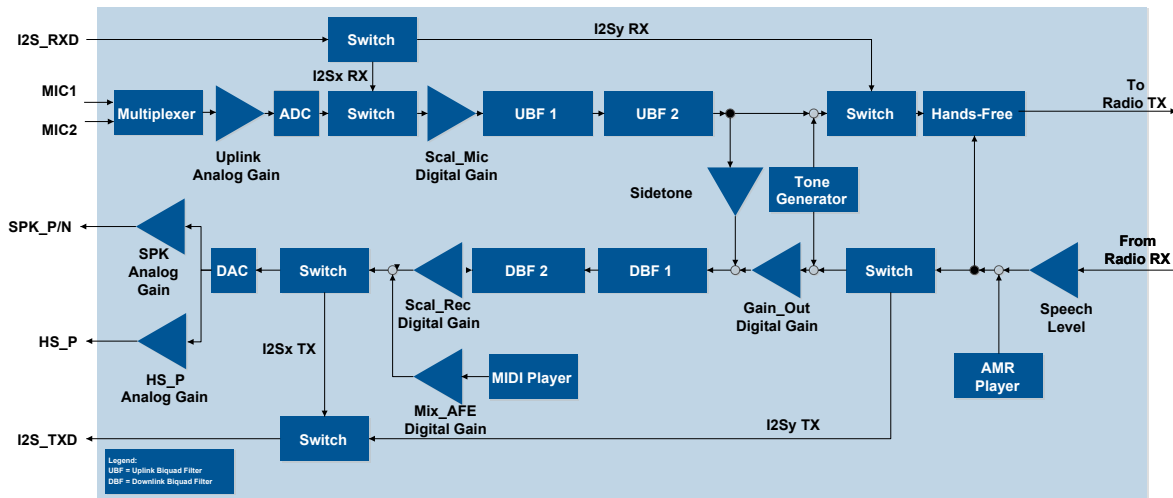 I2S_RXD
Switch
I2Sy RX
I2Sx RX
MIC1
MIC2
Multiplexer
ADC
Switch
UBF 1
UBF 2
Switch
Hands-Free
To
Radio TX
Uplink
Analog Gain
Scal_Mic
Digital Gain
Sidetone
Tone
Generator
SPK_P/N
SPK
Analog
Gain
DAC
Switch
Scal_Rec
Digital Gain
DBF 2
DBF 1
Gain_Out
Digital Gain
Switch
From
Radio RX
Speech
Level
HS_P
HS_P
Analog Gain
I2Sx TX
MIDI Player
Mix_AFE
Digital Gain
AMR
Player
I2Sy TX
I2S_TXD
Switch
Legend:
UBF = Uplink Biquad Filter
DBF = Downlink Biquad Filter